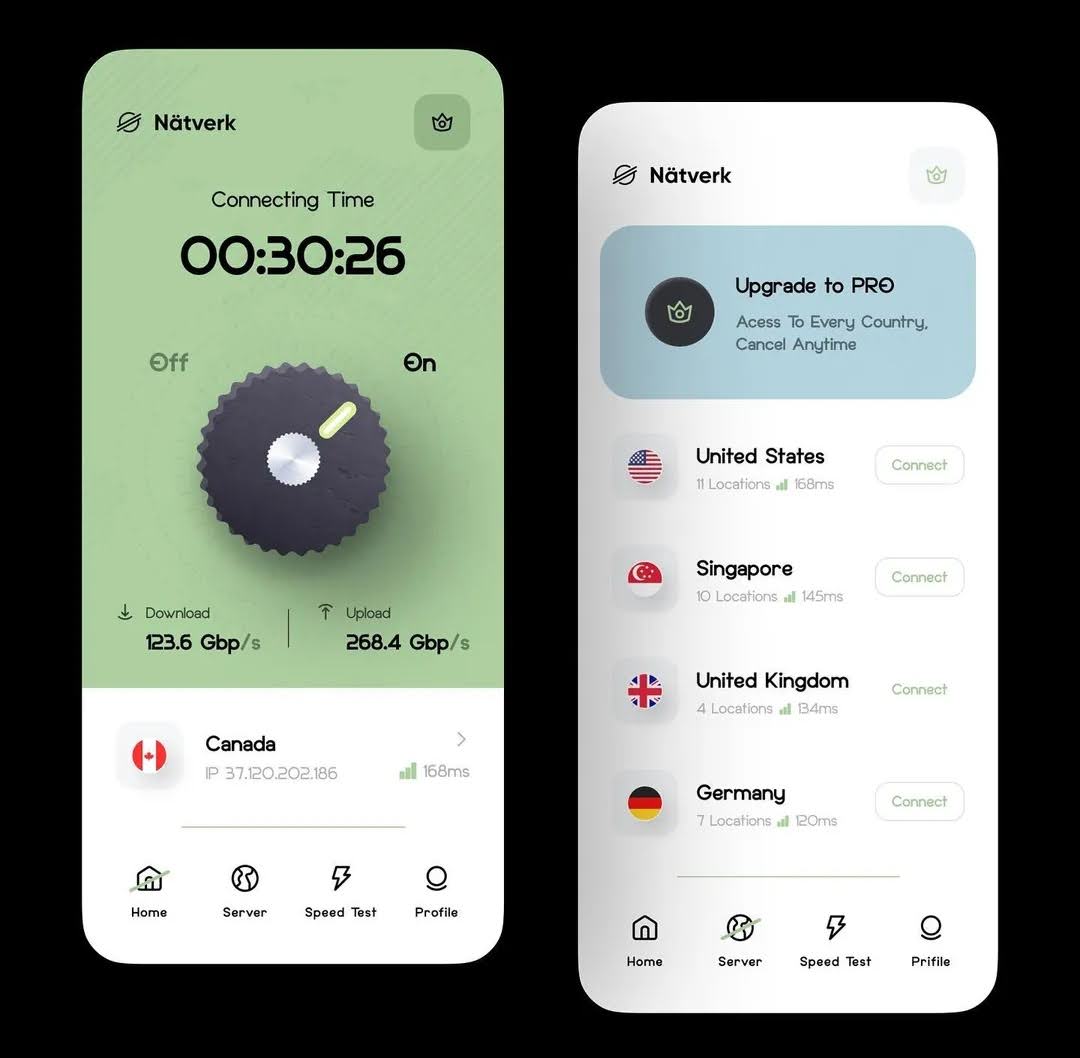 Nätverk
Connecting Time
00:30:26
Off
On
Download
Upload
123.6 Gbp/s
268.4 Gbp/s
Canada
IP 37.120.202.186
168ms
Home
Server
Speed Test
Profile
Nätverk
Upgrade to PRO
Acess To Every Country,
Cancel Anytime
United States
11 Locations 168ms
Connect
Singapore
10 Locations 145ms
Connect
United Kingdom
4 Locations 134ms
Connect
Germany
7 Locations 120ms
Connect
Home
Server
Speed Test
Prifile